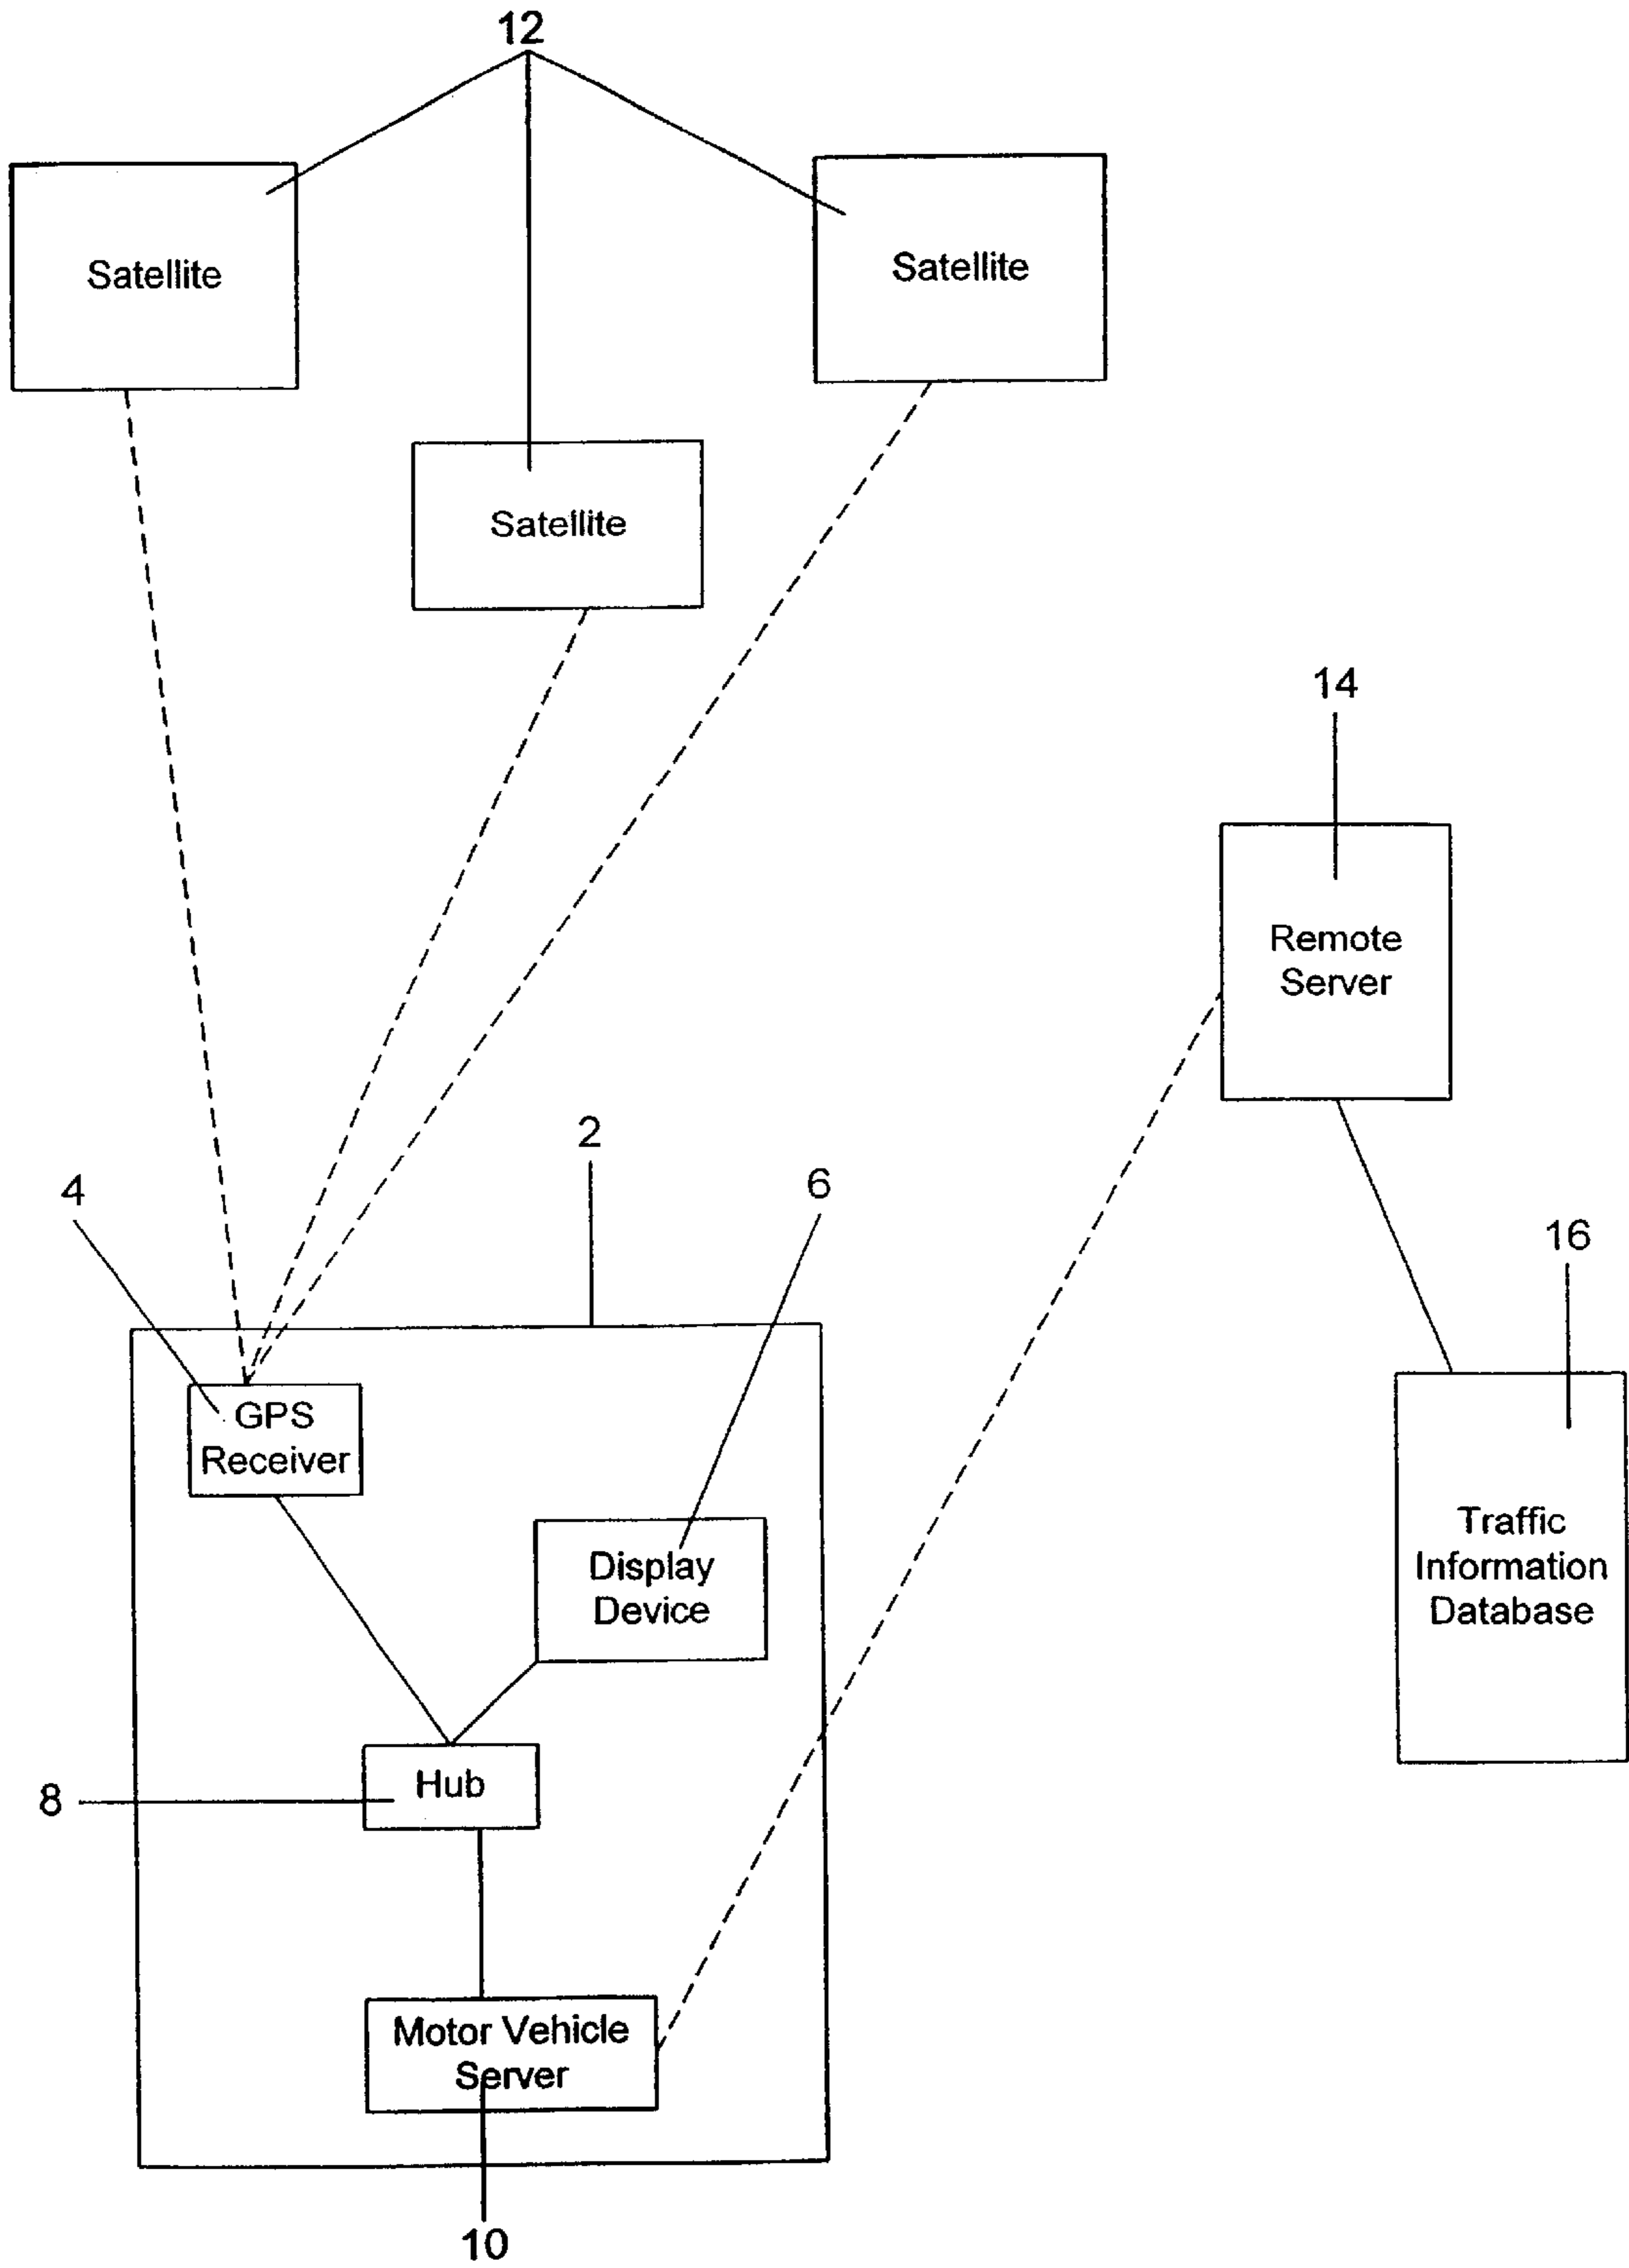 12
Satellite
Satellite
Satellite
14
Remote
Server
2
4
6
16
GPS
Receiver
Display
Device
Traffic
Information
Database
Hub
8
Motor Vehicle
Server
10